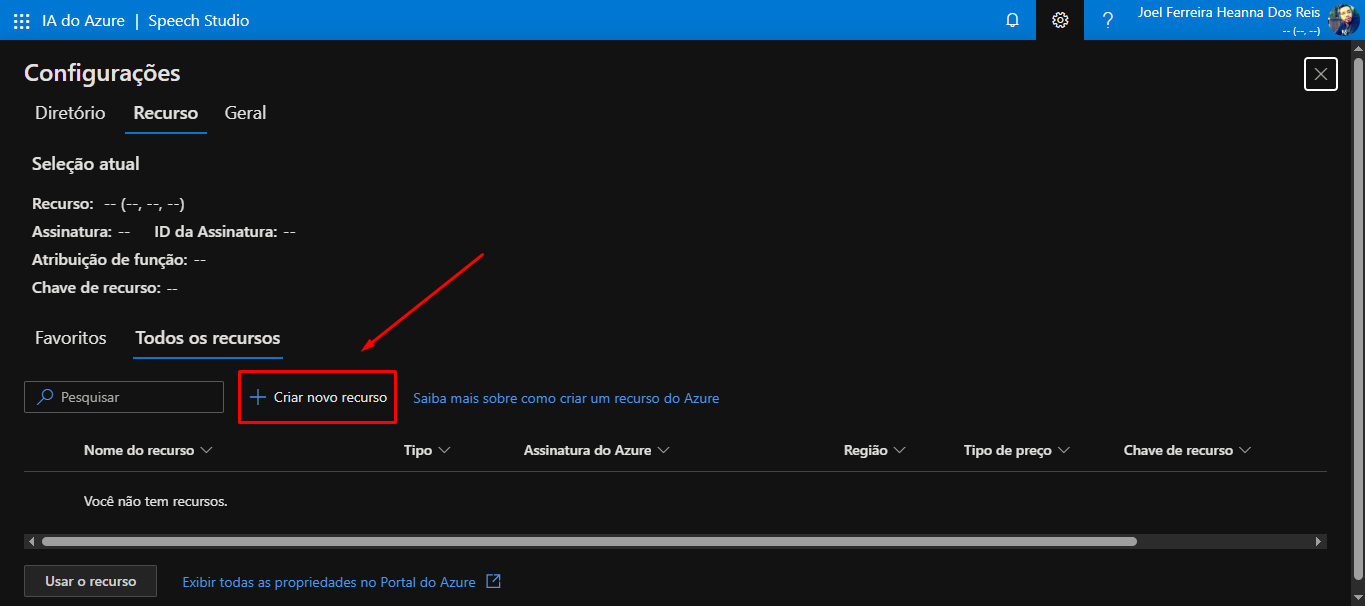 IA do Azure | Speech Studio
Joel Ferreira Heanna Dos Reis
-- (--, --)
Configurações
Diretório Recurso Geral
Seleção atual
Recurso: -- (--, --, --)
Assinatura: -- ID da Assinatura: --
Atribuição de função: --
Chave de recurso: --
Favoritos Todos os recursos
Pesquisar Criar novo recurso Saiba mais sobre como criar um recurso do Azure
Nome do recurso Tipo Assinatura do Azure Região Tipo de preço Chave de recurso
Você não tem recursos.
Usar o recurso Exibir todas as propriedades no Portal do Azure